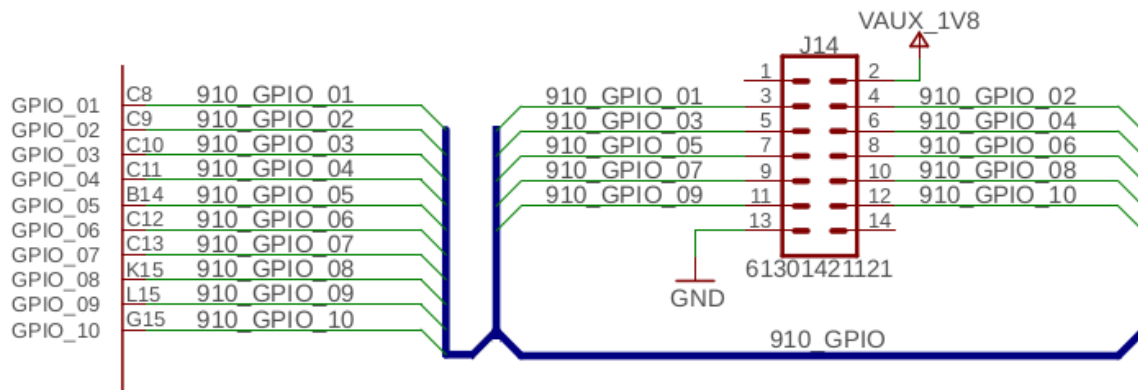 VAUX_1V8
J14
GPIO_01 C8 910_GPIO_01
GPIO_02 C9 910_GPIO_02
GPIO_03 C10 910_GPIO_03
GPIO_04 C11 910_GPIO_04
GPIO_05 B14 910_GPIO_05
GPIO_06 C12 910_GPIO_06
GPIO_07 C13 910_GPIO_07
GPIO_08 K15 910_GPIO_08
GPIO_09 L15 910_GPIO_09
GPIO_10 G15 910_GPIO_10
1 2
910_GPIO_01 3 4 910_GPIO_02
910_GPIO_03 5 6 910_GPIO_04
910_GPIO_05 7 8 910_GPIO_06
910_GPIO_07 9 10 910_GPIO_08
910_GPIO_09 11 12 910_GPIO_10
13 14
61301421121
GND
910_GPIO